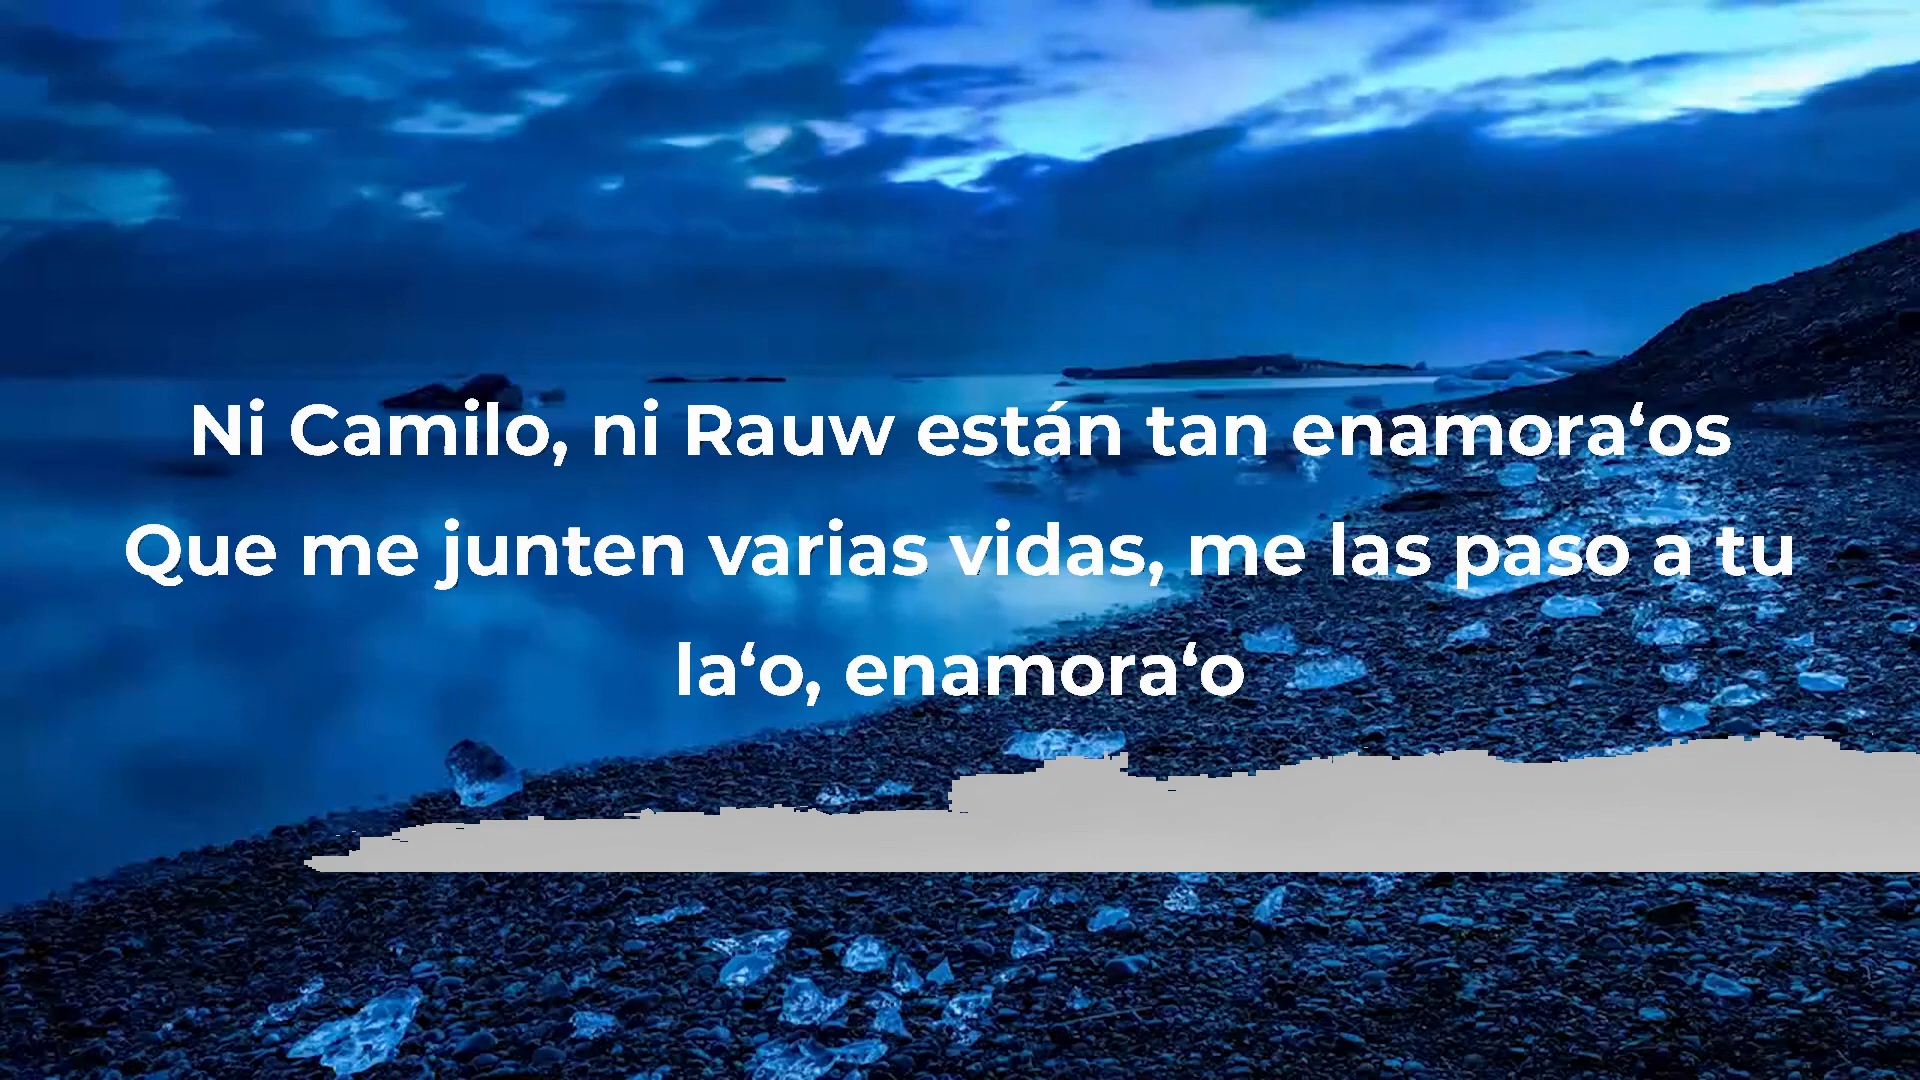 Ni Camilo, ni Rauw están tan enamora‘os
Que me junten varias vidas, me las paso a tu
la‘o, enamora‘o